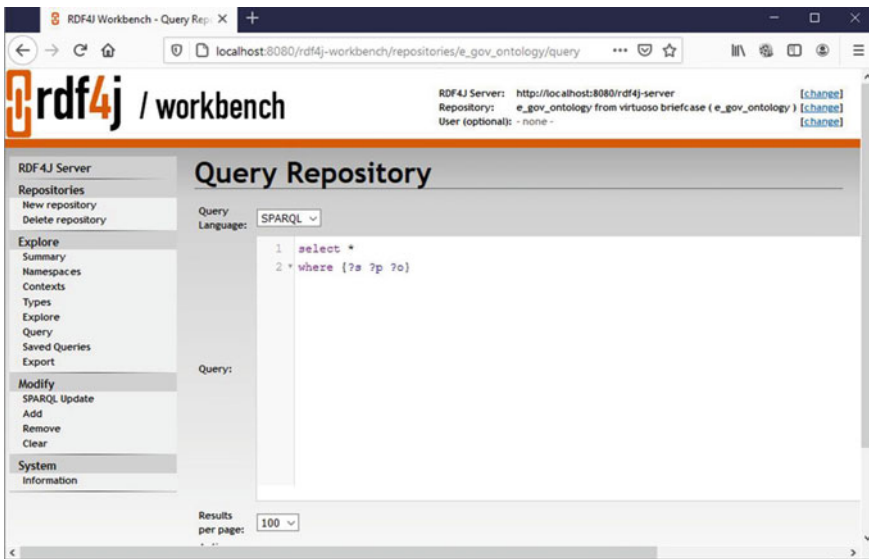 RDF4J Workbench - Query Rep
localhost:8080/rdf4j-workbench/repositories/e_gov_ontology/query
rdf4j / workbench
RDF4J Server: http://localhost:8080/rdf4j-server [change]
Repository: e_gov_ontology from virtuoso briefcase ( e_gov_ontology ) [change]
User (optional): - none - [change]
RDF4J Server
Repositories
New repository
Delete repository
Explore
Summary
Namespaces
Contexts
Types
Explore
Query
Saved Queries
Export
Modify
SPARQL Update
Add
Remove
Clear
System
Information
Query Repository
Query Language: SPARQL
Query:
1 select *
2 where {?s ?p ?o}
Results per page: 100